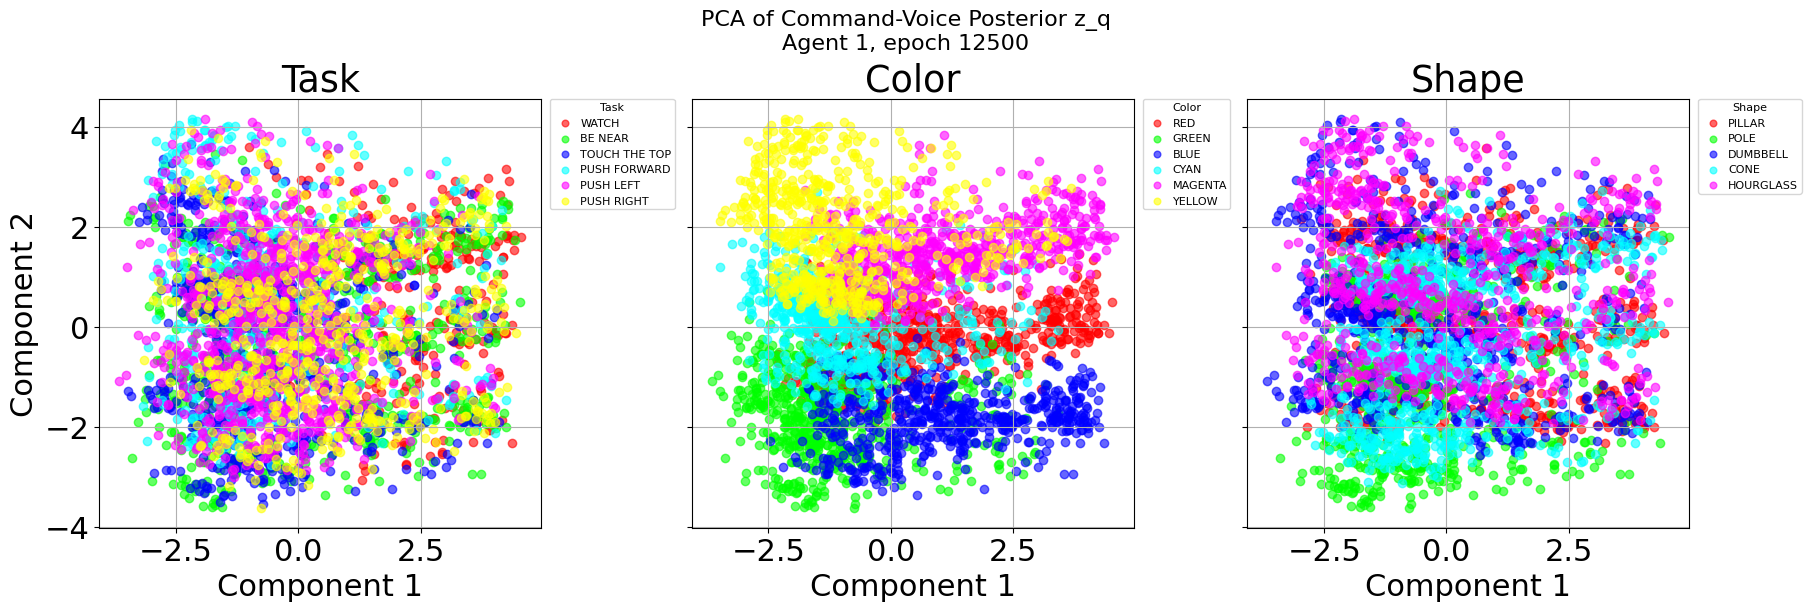 PCA of Command-Voice Posterior z_q
Agent 1, epoch 12500
Task
Color
Shape
Task
WATCH
BE NEAR
TOUCH THE TOP
PUSH FORWARD
PUSH LEFT
PUSH RIGHT
Color
RED
GREEN
BLUE
CYAN
MAGENTA
YELLOW
Shape
PILLAR
POLE
DUMBBELL
CONE
HOURGLASS
Component 2
4
2
0
−2
−4
−2.5 0.0 2.5
−2.5 0.0 2.5
−2.5 0.0 2.5
Component 1
Component 1
Component 1